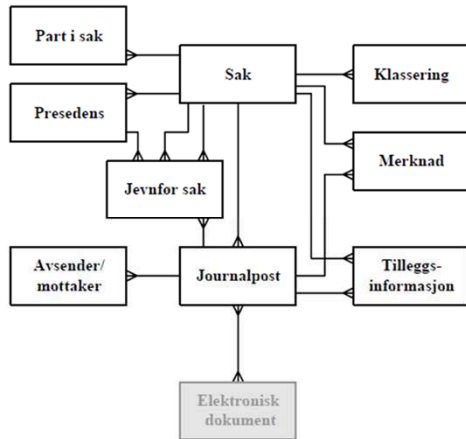 Part i sak
Sak
Klassering
Presedens
Merknad
Jevnfør sak
Avsender/
mottaker
Journalpost
Tilleggs-
informasjon
Elektronisk
dokument